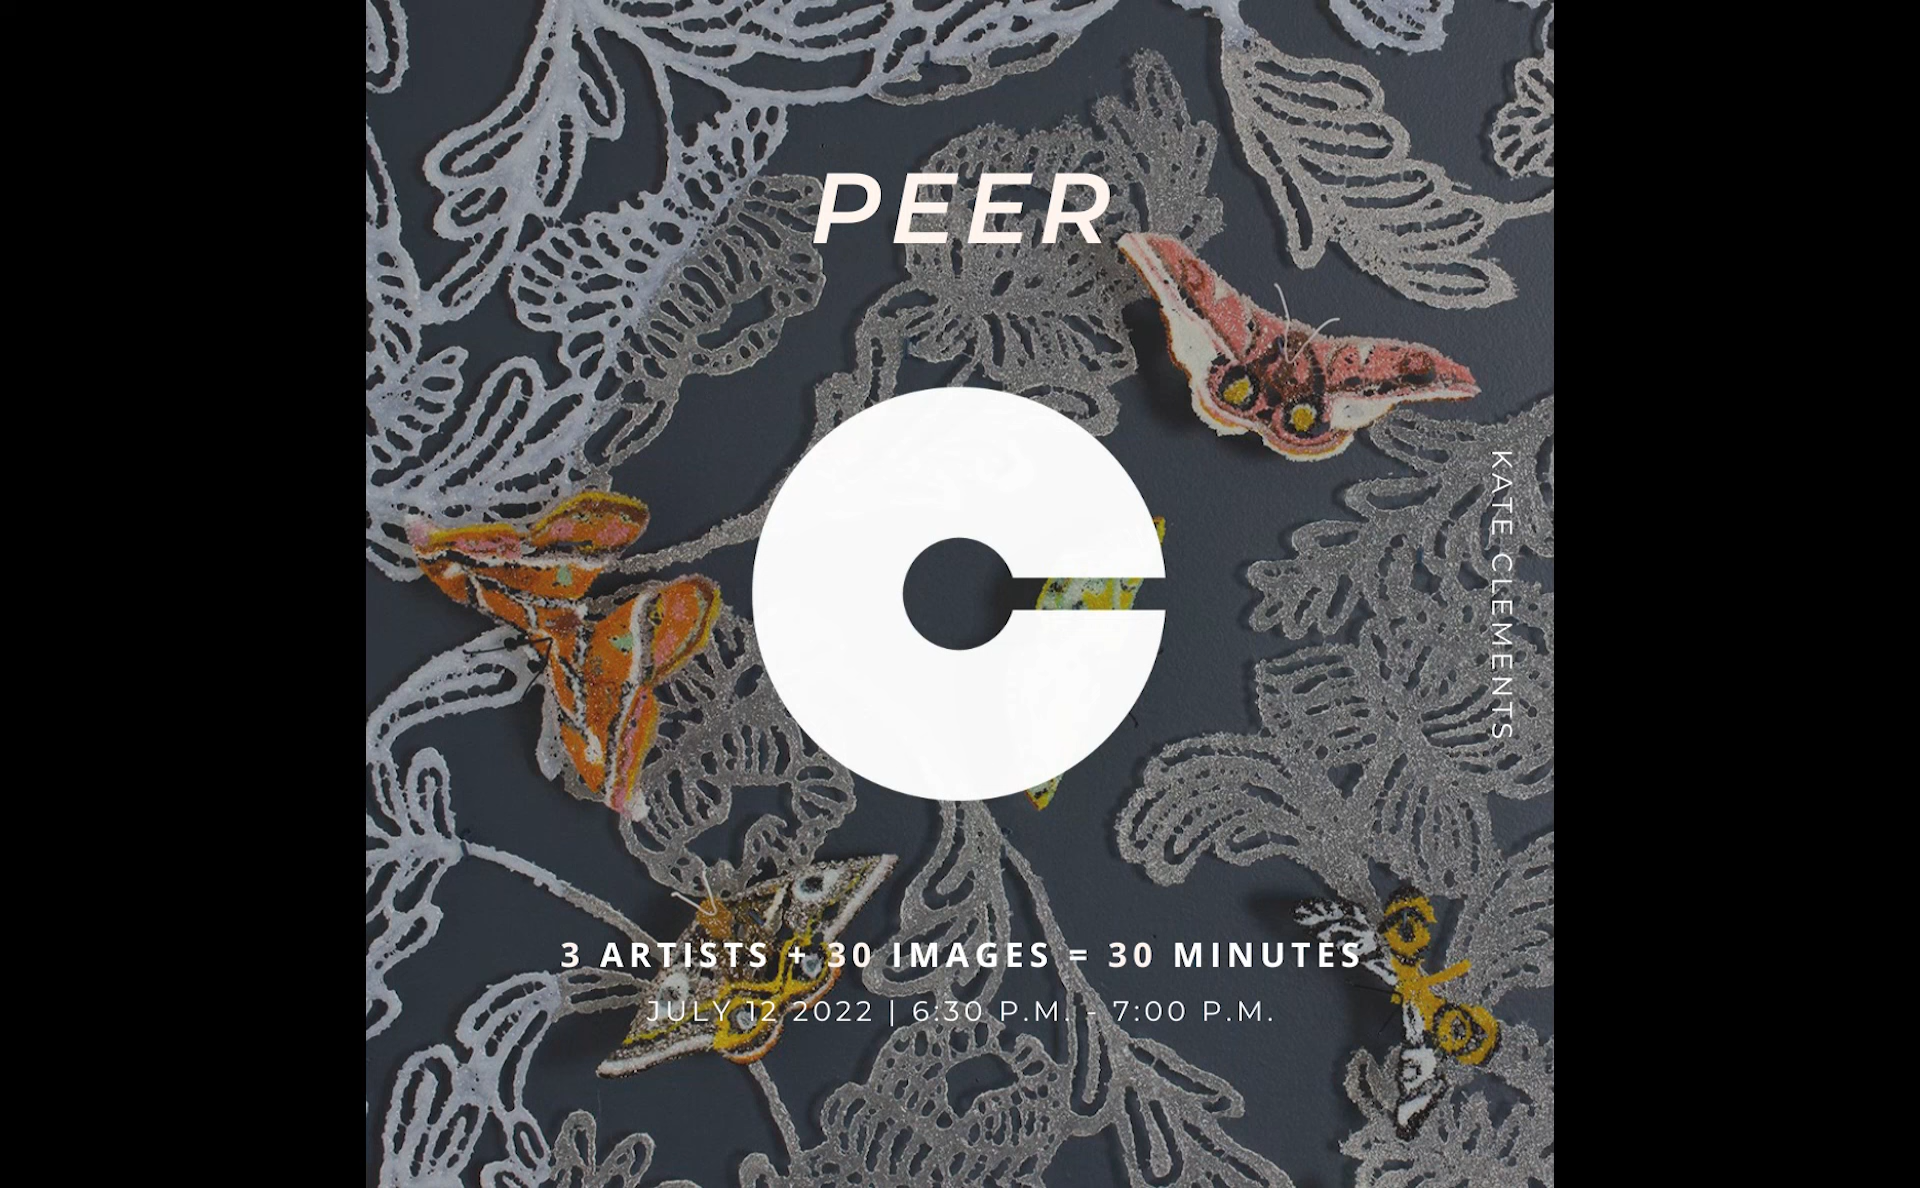 PEER
KATE CLEMENTS
3 ARTISTS + 30 IMAGES = 30 MINUTES
JULY 12 2022 | 6:30 P.M. - 7:00 P.M.